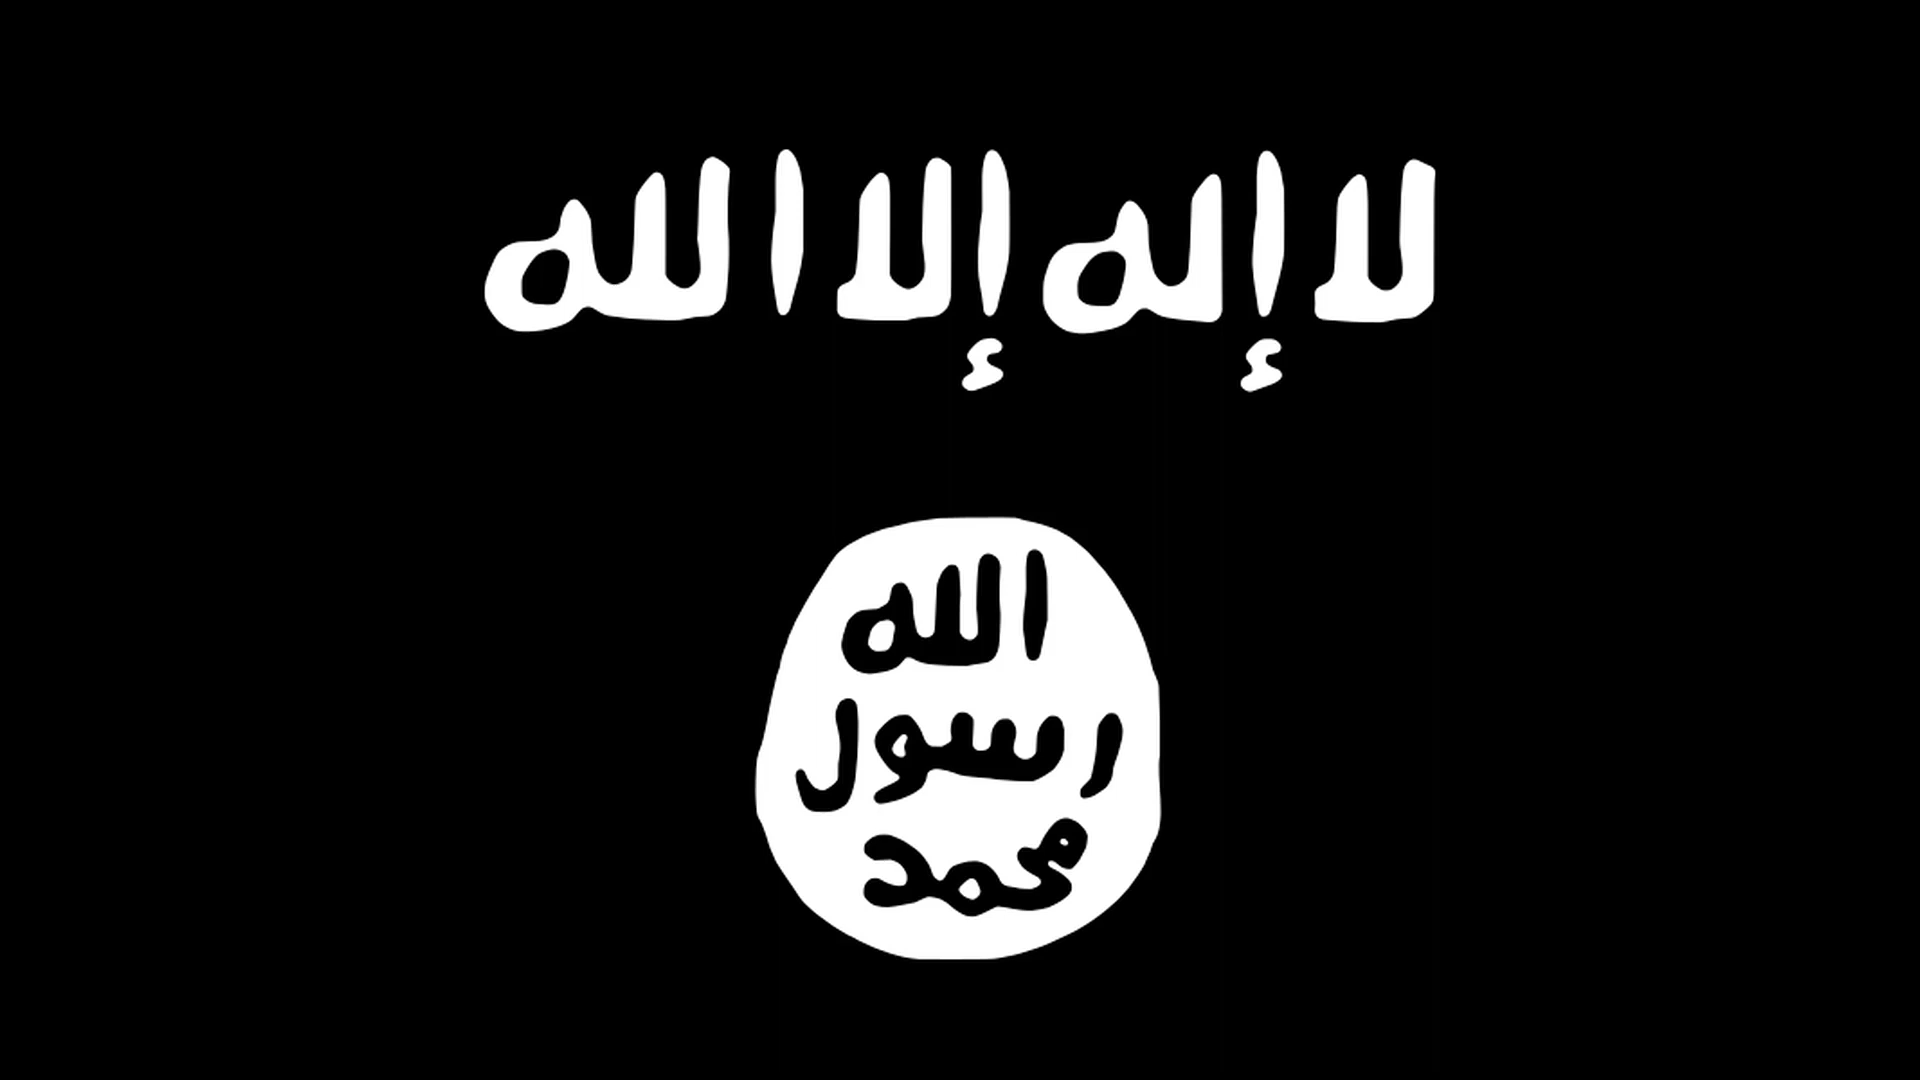 لا إله إلا الله
الله
رسول
محمد